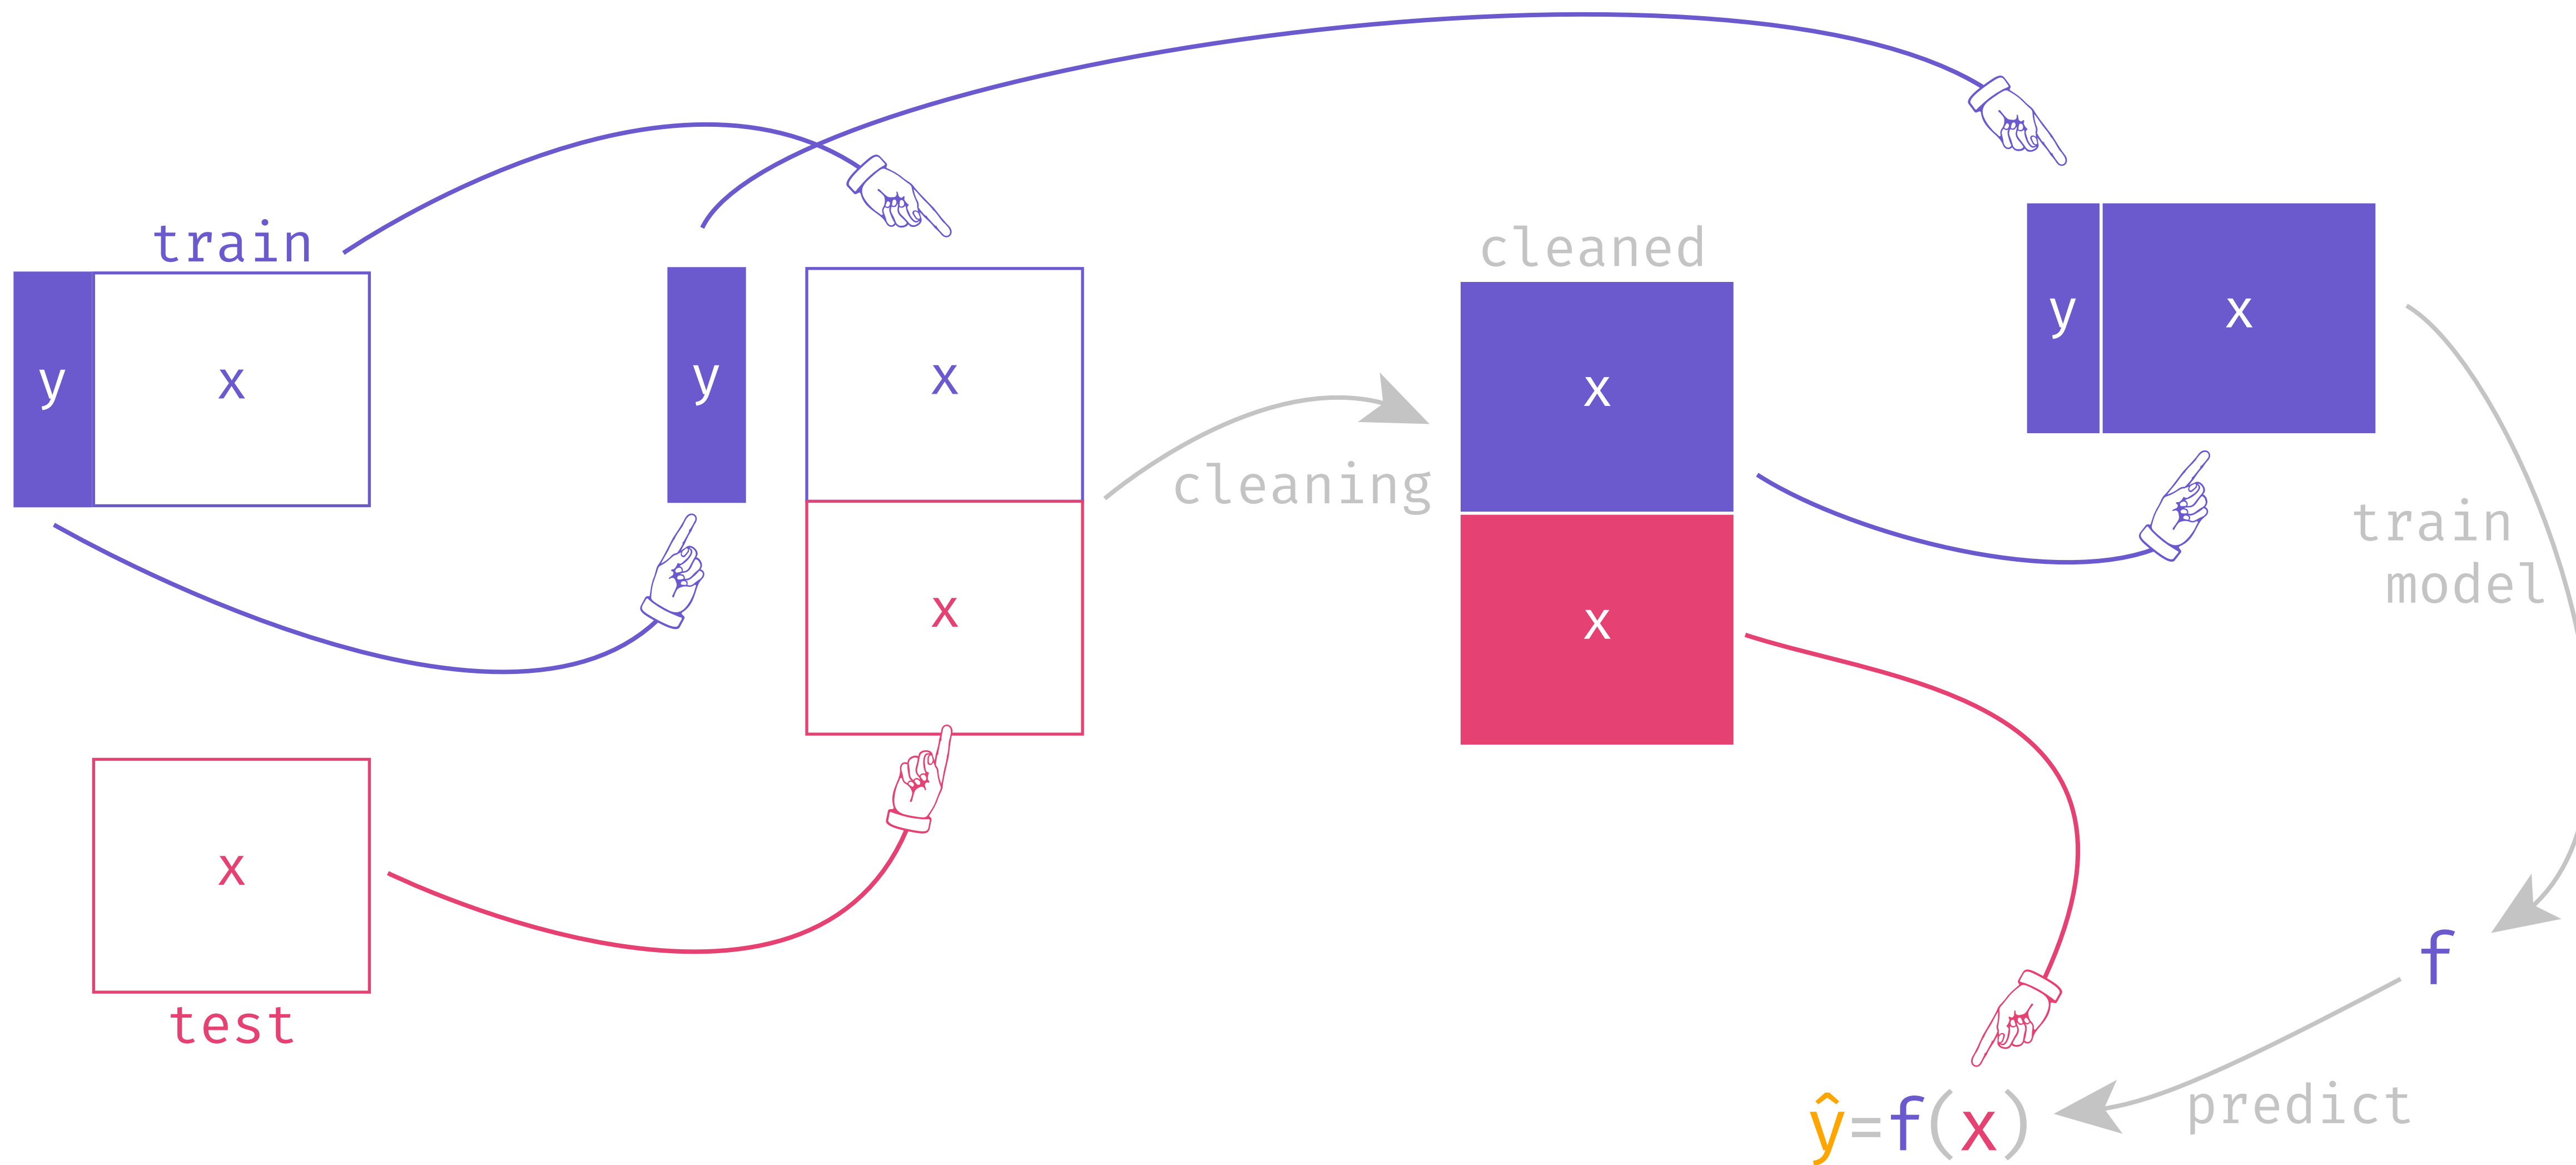 train
y
x
x
test
y
x
x
cleaning
cleaned
x
x
y
x
train
model
f
predict
ŷ=f(x)